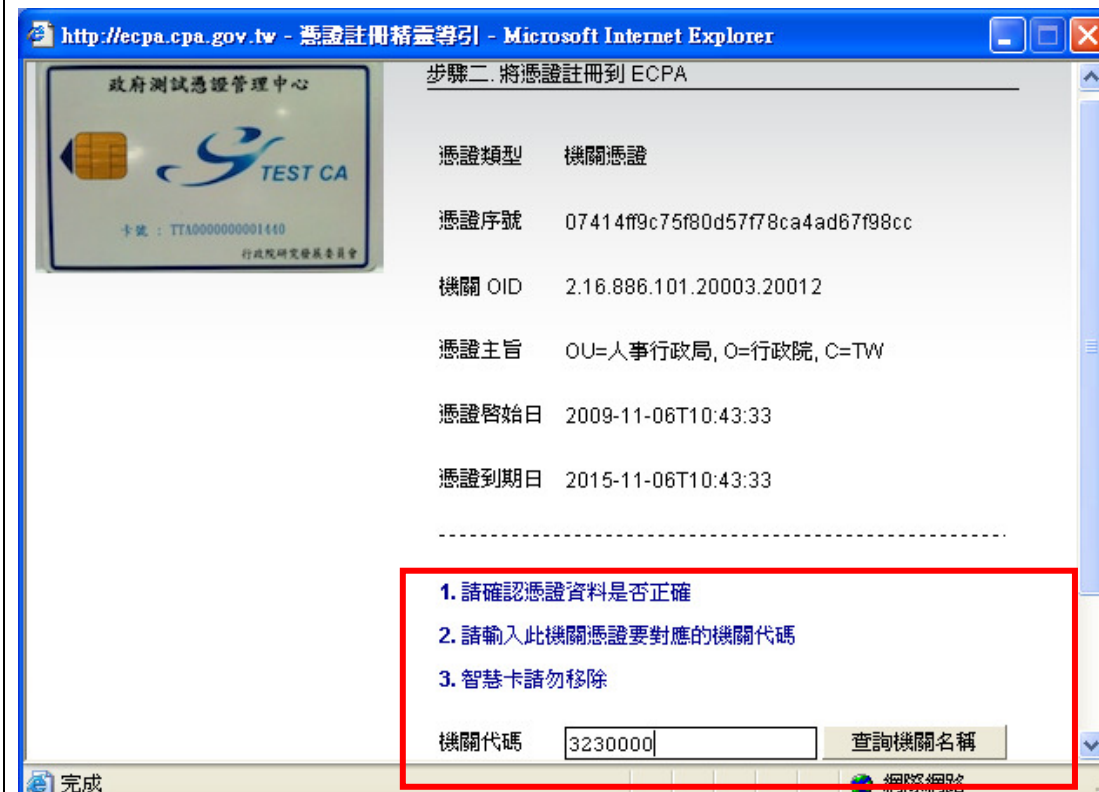 http://ecpa.cpa.gov.tw - 憑證註冊精靈導引 - Microsoft Internet Explorer
政府測試憑證管理中心
TEST CA
卡號 : TTA0000000001440
行政院研究發展委員會
步驟二. 將憑證註冊到 ECPA
憑證類型 機關憑證
憑證序號 07414ff9c75f80d57f78ca4ad67f98cc
機關 OID 2.16.886.101.20003.20012
憑證主旨 OU=人事行政局, O=行政院, C=TW
憑證啓始日 2009-11-06T10:43:33
憑證到期日 2015-11-06T10:43:33
1. 請確認憑證資料是否正確
2. 請輸入此機關憑證要對應的機關代碼
3. 智慧卡請勿移除
機關代碼 3230000 查詢機關名稱
完成 網際網路